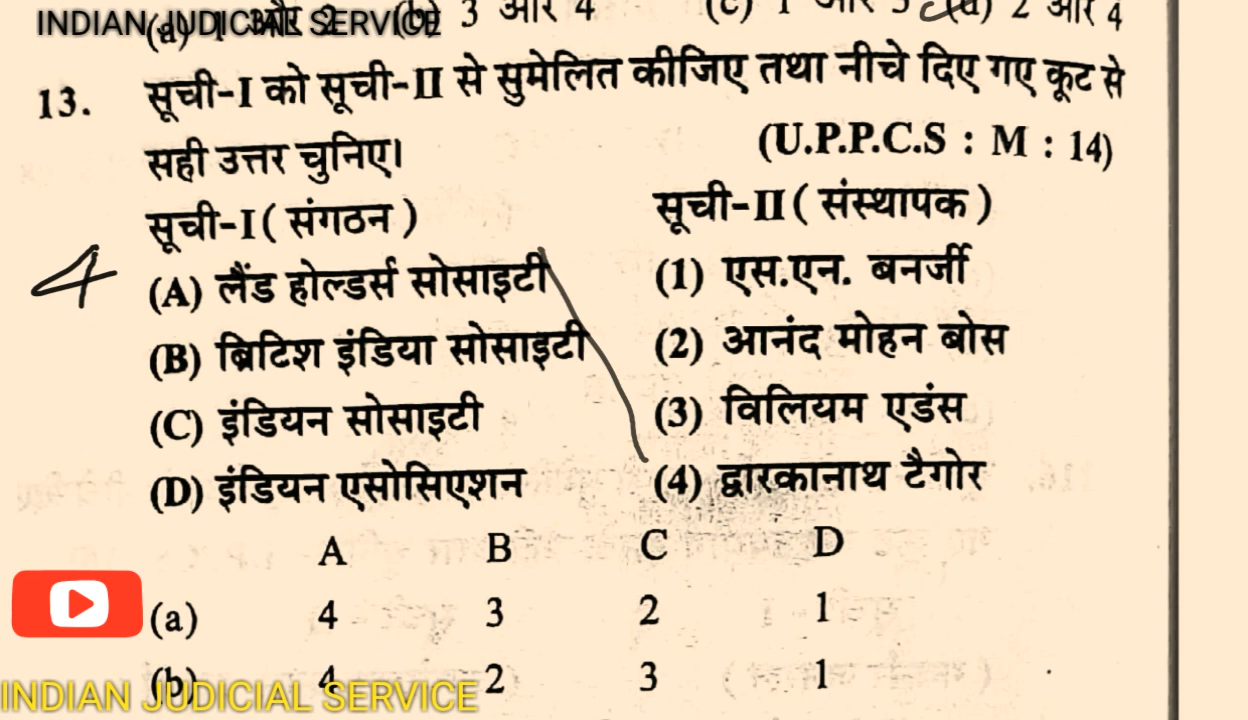 INDIAN JUDICIAL SERVICE
(b) 3 और 4 (d) 2 और 4
13. सूची-I को सूची-II से सुमेलित कीजिए तथा नीचे दिए गए कूट से
सही उत्तर चुनिए। (U.P.P.C.S : M : 14)
सूची-I( संगठन ) सूची-II ( संस्थापक )
4 (A) लैंड होल्डर्स सोसाइटी (1) एस.एन. बनर्जी
(B) ब्रिटिश इंडिया सोसाइटी (2) आनंद मोहन बोस
(C) इंडियन सोसाइटी (3) विलियम एडंस
(D) इंडियन एसोसिएशन (4) द्वारकानाथ टैगोर
A B C D
(a) 4 3 2 1
(b) 4 2 3 1
INDIAN JUDICIAL SERVICE